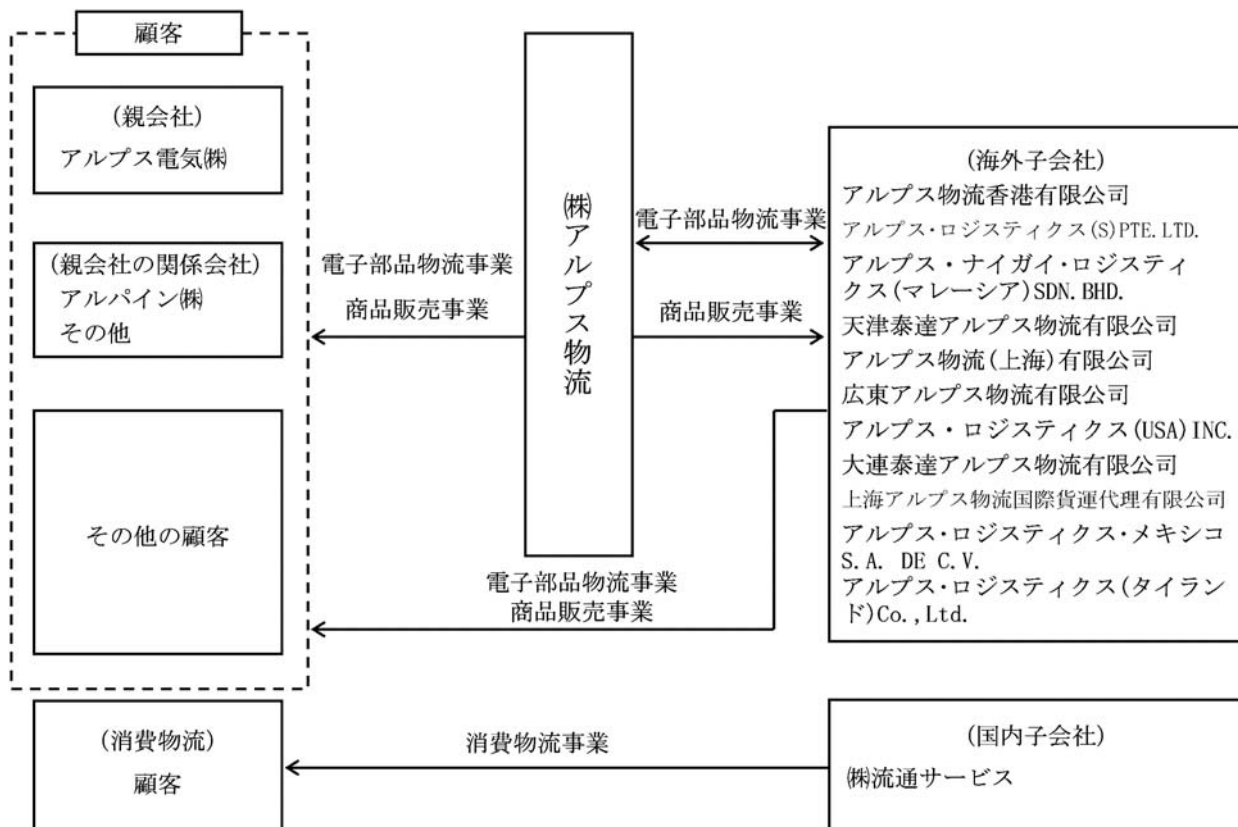 顧客
(親会社)
アルプス電気㈱
(親会社の関係会社)
アルパイン㈱
その他
その他の顧客
電子部品物流事業
商品販売事業
㈱アルプス物流
電子部品物流事業
商品販売事業
(海外子会社)
アルプス物流香港有限公司
アルプス・ロジスティクス(S)PTE.LTD.
アルプス・ナイガイ・ロジスティ
クス(マレーシア)SDN.BHD.
天津泰達アルプス物流有限公司
アルプス物流(上海)有限公司
広東アルプス物流有限公司
アルプス・ロジスティクス(USA)INC.
大連泰達アルプス物流有限公司
上海アルプス物流国際貨運代理有限公司
アルプス・ロジスティクス・メキシコ
S.A. DE C.V.
アルプス・ロジスティクス(タイラン
ド)Co.,Ltd.
電子部品物流事業
商品販売事業
(消費物流)
顧客
消費物流事業
(国内子会社)
㈱流通サービス